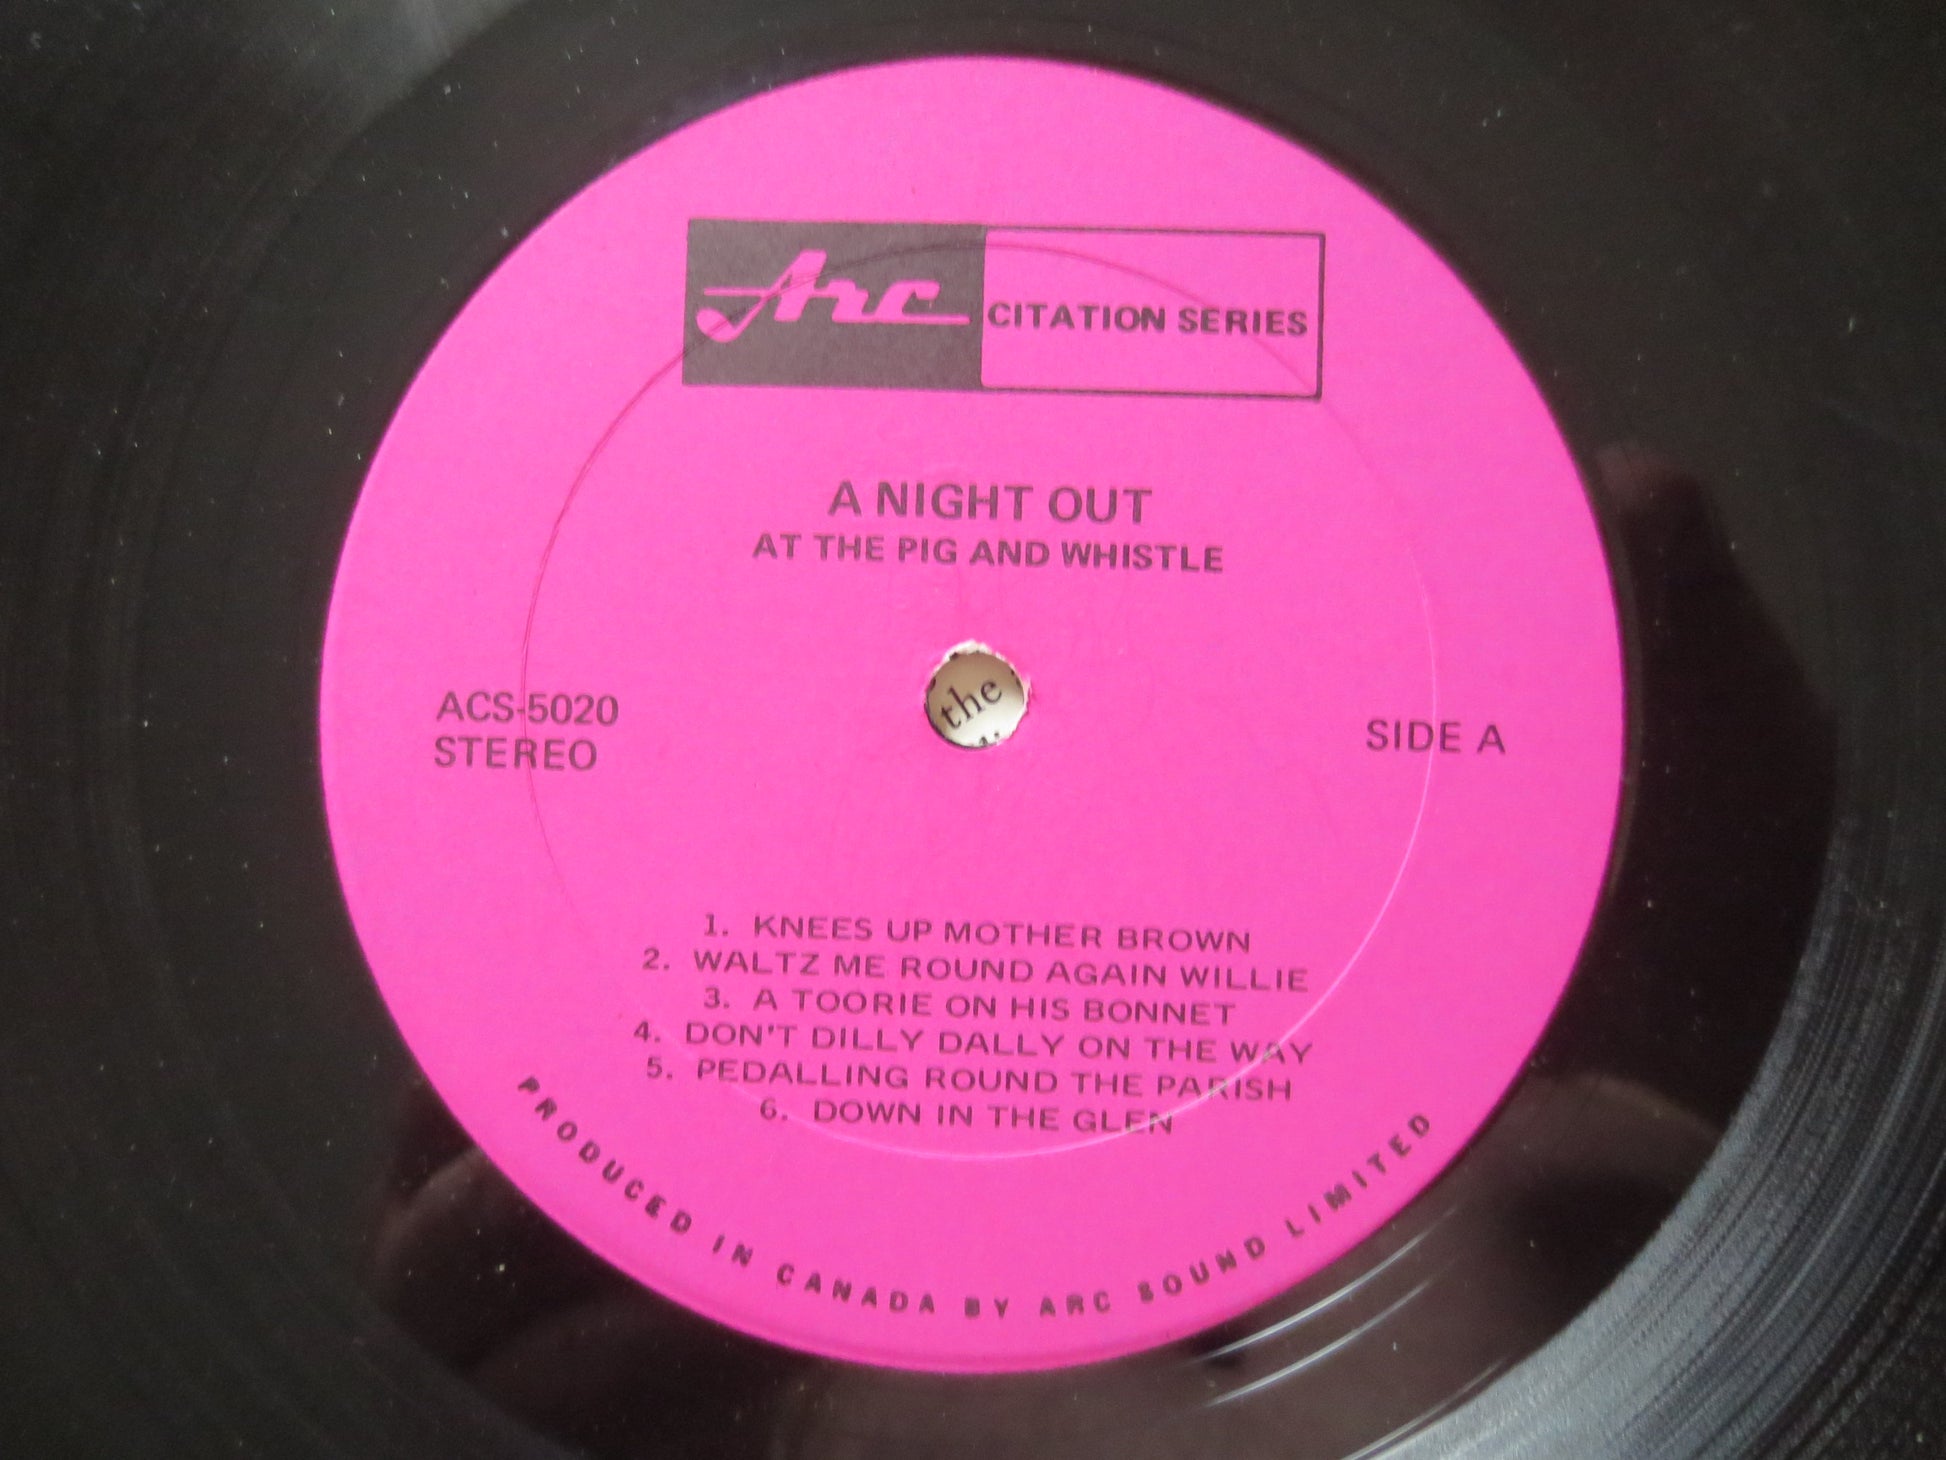 Arc CITATION SERIES
A NIGHT OUT
AT THE PIG AND WHISTLE
the
ACS-5020
STEREO
SIDE A
1. KNEES UP MOTHER BROWN
2. WALTZ ME ROUND AGAIN WILLIE
3. A TOORIE ON HIS BONNET
4. DON'T DILLY DALLY ON THE WAY
5. PEDALLING ROUND THE PARISH
6. DOWN IN THE GLEN
PRODUCED IN CANADA BY ARC SOUND LIMITED